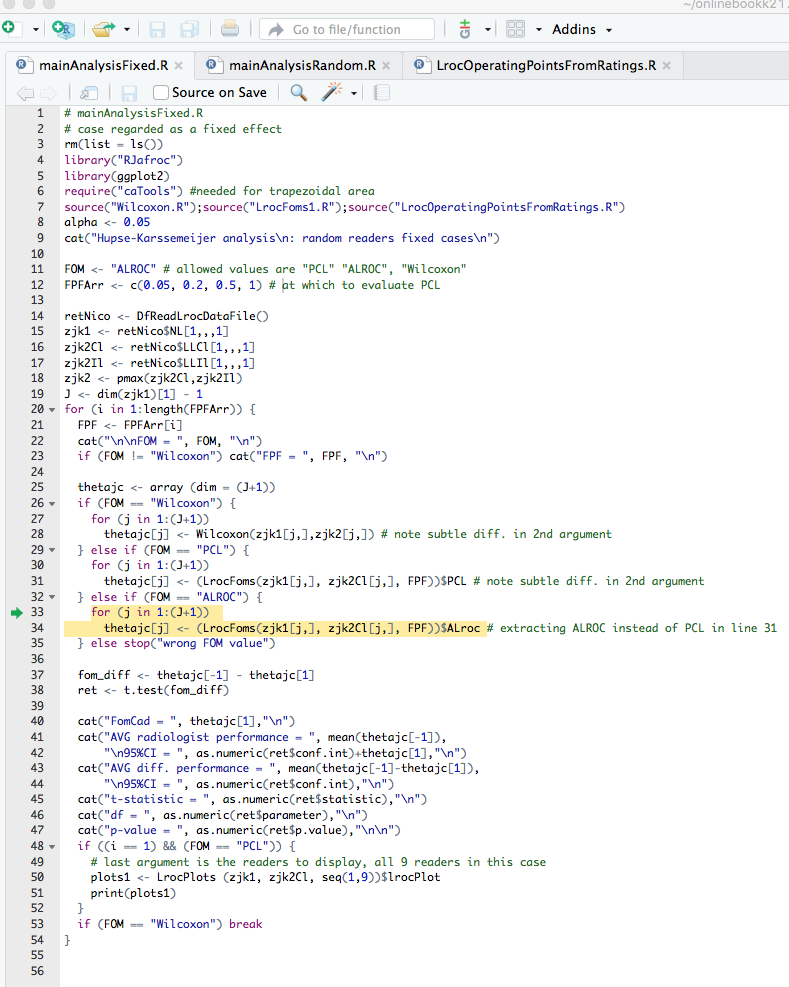 ~/onlinebookk21
Go to file/function
Addins
mainAnalysisFixed.R
mainAnalysisRandom.R
LrocOperatingPointsFromRatings.R
Source on Save
1 # mainAnalysisFixed.R
2 # case regarded as a fixed effect
3 rm(list = ls())
4 library("RJafroc")
5 library(ggplot2)
6 require("caTools") #needed for trapezoidal area
7 source("Wilcoxon.R");source("LrocFoms1.R");source("LrocOperatingPointsFromRatings.R")
8 alpha <- 0.05
9 cat("Hupse-Karssemeijer analysis\n: random readers fixed cases\n")
10
11 FOM <- "ALROC" # allowed values are "PCL" "ALROC", "Wilcoxon"
12 FPFArr <- c(0.05, 0.2, 0.5, 1) # at which to evaluate PCL
13
14 retNico <- DfReadLrocDataFile()
15 zjk1 <- retNico$NL[1,,,1]
16 zjk2Cl <- retNico$LLCl[1,,,1]
17 zjk2Il <- retNico$LLIl[1,,,1]
18 zjk2 <- pmax(zjk2Cl,zjk2Il)
19 J <- dim(zjk1)[1] - 1
20 for (i in 1:length(FPFArr)) {
21 FPF <- FPFArr[i]
22 cat("\n\nFOM = ", FOM, "\n")
23 if (FOM != "Wilcoxon") cat("FPF = ", FPF, "\n")
24
25 thetajc <- array (dim = (J+1))
26 if (FOM == "Wilcoxon") {
27 for (j in 1:(J+1))
28 thetajc[j] <- Wilcoxon(zjk1[j,],zjk2[j,]) # note subtle diff. in 2nd argument
29 } else if (FOM == "PCL") {
30 for (j in 1:(J+1))
31 thetajc[j] <- (LrocFoms(zjk1[j,], zjk2Cl[j,], FPF))$PCL # note subtle diff. in 2nd argument
32 } else if (FOM == "ALROC") {
33 for (j in 1:(J+1))
34 thetajc[j] <- (LrocFoms(zjk1[j,], zjk2Cl[j,], FPF))$ALroc # extracting ALROC instead of PCL in line 31
35 } else stop("wrong FOM value")
36
37 fom_diff <- thetajc[-1] - thetajc[1]
38 ret <- t.test(fom_diff)
39
40 cat("FomCad = ", thetajc[1],"\n")
41 cat("AVG radiologist performance = ", mean(thetajc[-1]),
42 "\n95%CI = ", as.numeric(ret$conf.int)+thetajc[1],"\n")
43 cat("AVG diff. performance = ", mean(thetajc[-1]-thetajc[1]),
44 "\n95%CI = ", as.numeric(ret$conf.int),"\n")
45 cat("t-statistic = ", as.numeric(ret$statistic),"\n")
46 cat("df = ", as.numeric(ret$parameter),"\n")
47 cat("p-value = ", as.numeric(ret$p.value),"\n\n")
48 if ((i == 1) && (FOM == "PCL")) {
49 # last argument is the readers to display, all 9 readers in this case
50 plots1 <- LrocPlots (zjk1, zjk2Cl, seq(1,9))$lrocPlot
51 print(plots1)
52 }
53 if (FOM == "Wilcoxon") break
54 }
55
56